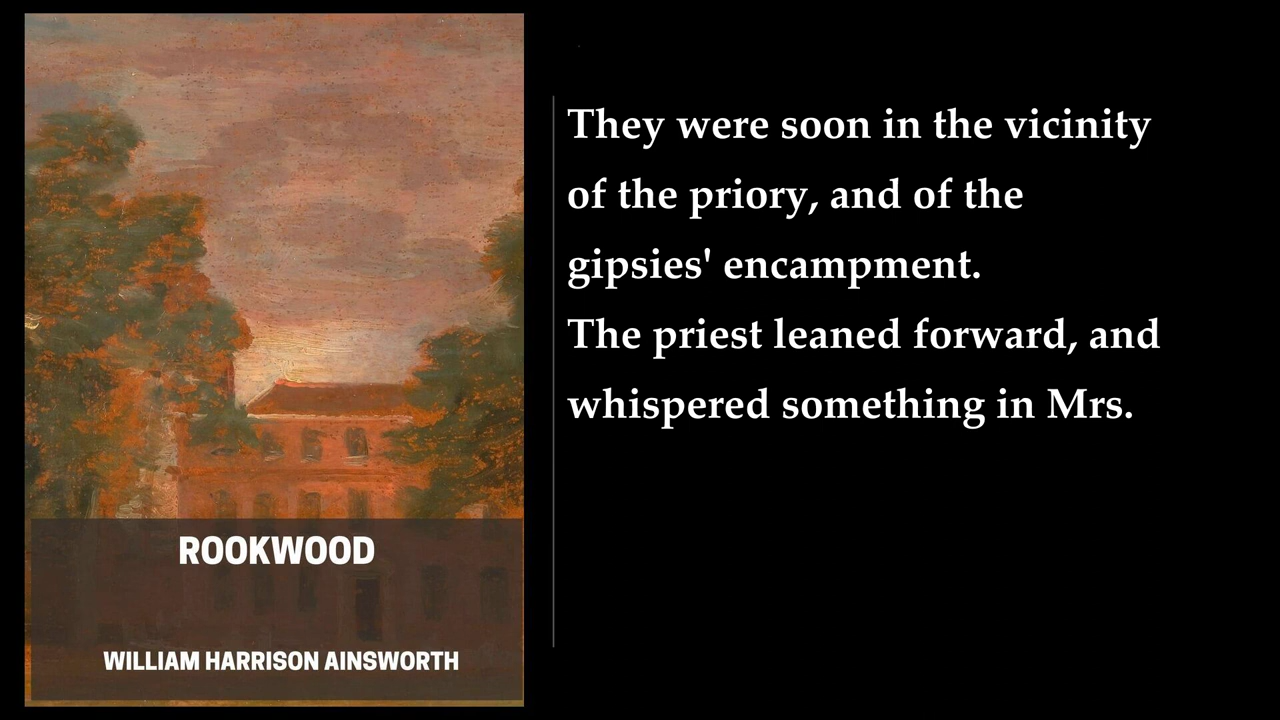 ROOKWOOD
WILLIAM HARRISON AINSWORTH
They were soon in the vicinity
of the priory, and of the
gipsies' encampment.
The priest leaned forward, and
whispered something in Mrs.